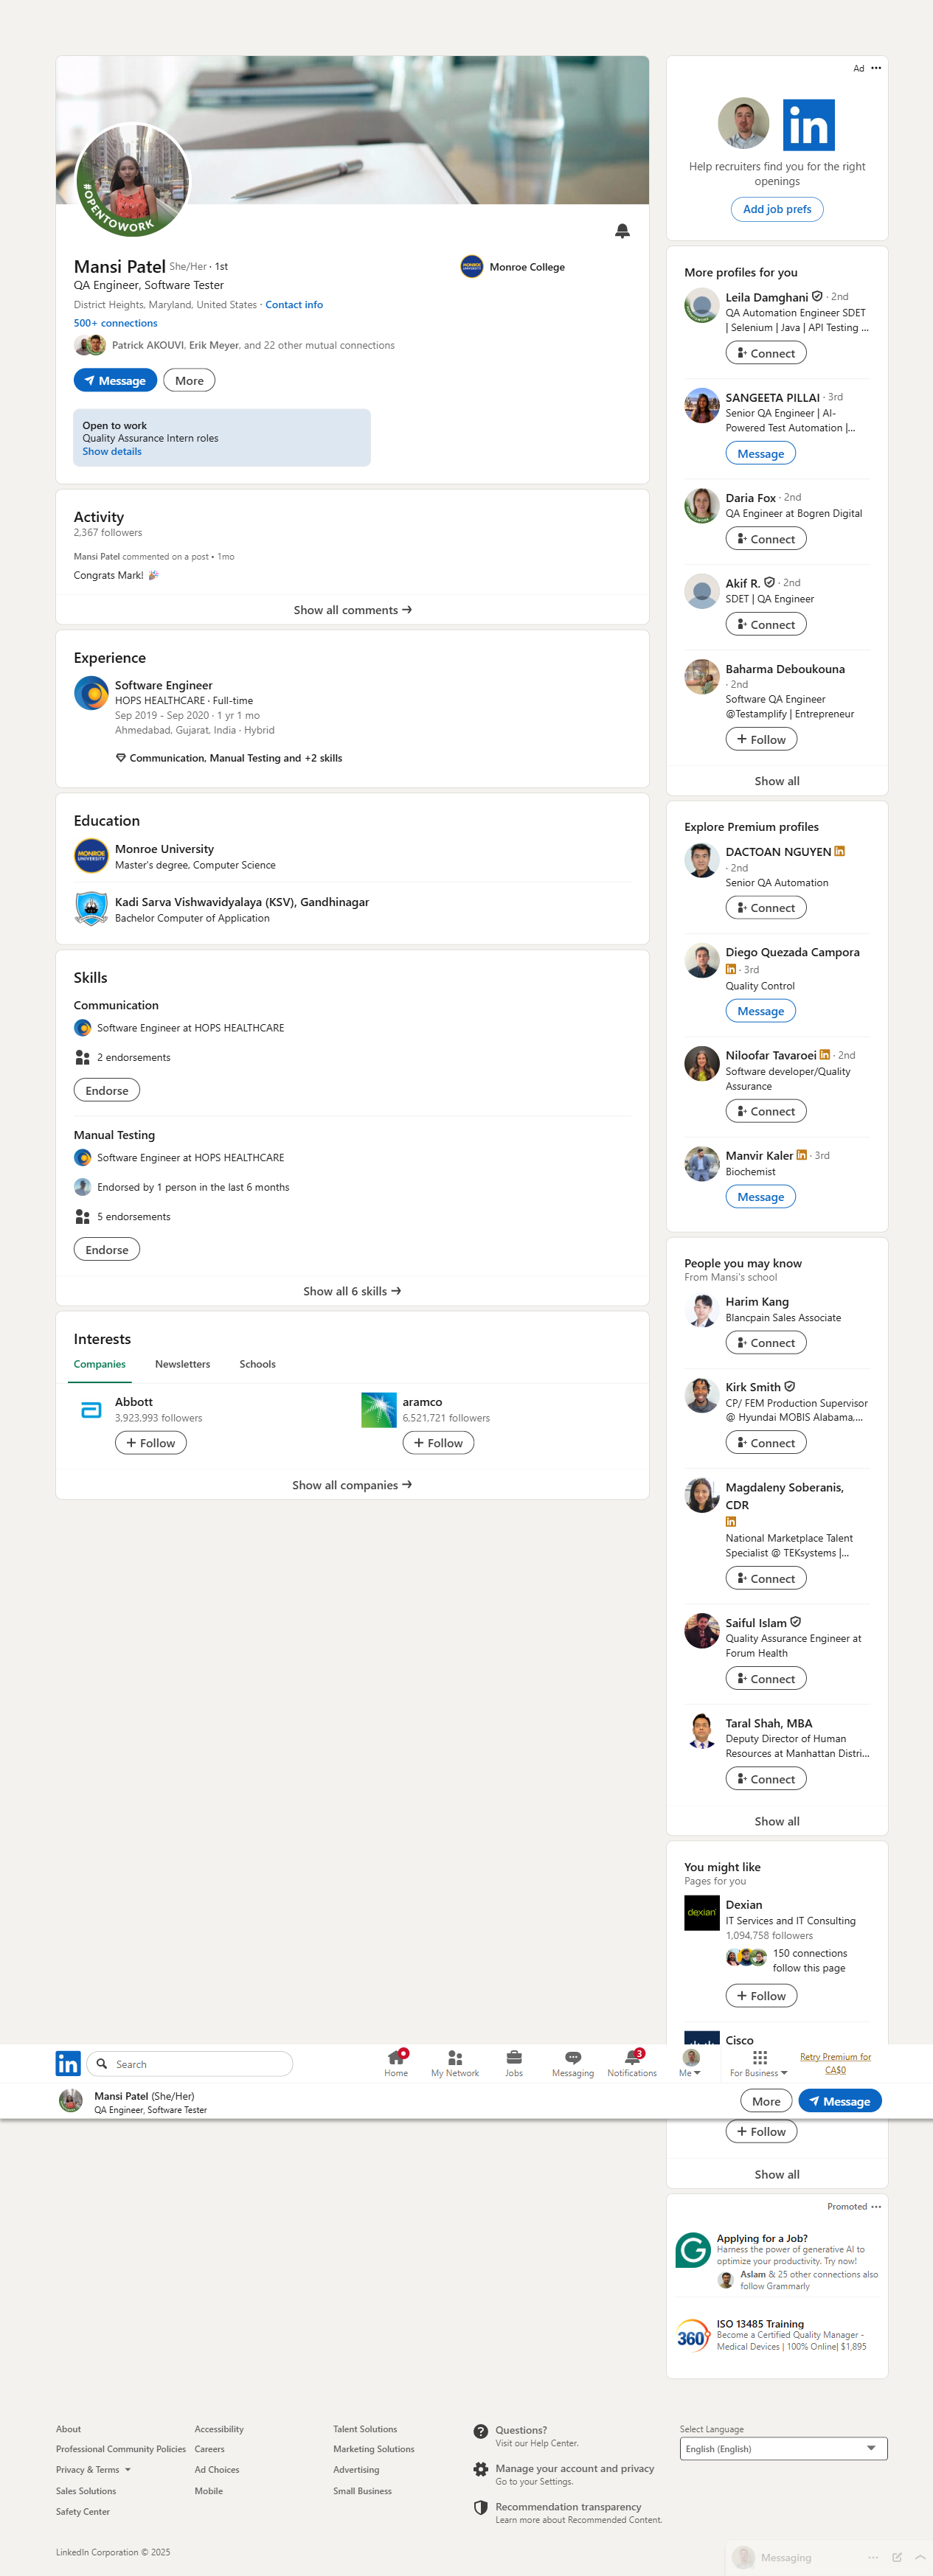 #OPENTOWORK
Mansi Patel She/Her · 1st
MONROE UNIVERSITY
Monroe College
QA Engineer, Software Tester
District Heights, Maryland, United States · Contact info
500+ connections
Patrick AKOUVI, Erik Meyer, and 22 other mutual connections
Message
More
Open to work
Quality Assurance Intern roles
Show details
Activity
2,367 followers
Mansi Patel commented on a post • 1mo
Congrats Mark! 🎉
Show all comments →
Experience
Software Engineer
HOPS HEALTHCARE · Full-time
Sep 2019 - Sep 2020 · 1 yr 1 mo
Ahmedabad, Gujarat, India · Hybrid
Communication, Manual Testing and +2 skills
Education
MONROE UNIVERSITY
Monroe University
Master's degree, Computer Science
Kadi Sarva Vishwavidyalaya (KSV), Gandhinagar
Bachelor Computer of Application
Skills
Communication
Software Engineer at HOPS HEALTHCARE
2 endorsements
Endorse
Manual Testing
Software Engineer at HOPS HEALTHCARE
Endorsed by 1 person in the last 6 months
5 endorsements
Endorse
Show all 6 skills →
Interests
Companies
Newsletters
Schools
Abbott
3,923,993 followers
+ Follow
aramco
6,521,721 followers
+ Follow
Show all companies →
Ad •••
in
Help recruiters find you for the right
openings
Add job prefs
More profiles for you
Leila Damghani · 2nd
QA Automation Engineer SDET
| Selenium | Java | API Testing ...
Connect
SANGEETA PILLAI · 3rd
Senior QA Engineer | AI-
Powered Test Automation |...
Message
Daria Fox · 2nd
QA Engineer at Bogren Digital
Connect
Akif R. · 2nd
SDET | QA Engineer
Connect
Baharma Deboukouna
· 2nd
Software QA Engineer
@Testamplify | Entrepreneur
+ Follow
Show all
Explore Premium profiles
DACTOAN NGUYEN in
· 2nd
Senior QA Automation
Connect
Diego Quezada Campora
in · 3rd
Quality Control
Message
Niloofar Tavaroei in · 2nd
Software developer/Quality
Assurance
Connect
Manvir Kaler in · 3rd
Biochemist
Message
People you may know
From Mansi's school
Harim Kang
Blancpain Sales Associate
Connect
Kirk Smith
CP/ FEM Production Supervisor
@ Hyundai MOBIS Alabama,...
Connect
Magdaleny Soberanis,
CDR
in
National Marketplace Talent
Specialist @ TEKsystems |...
Connect
Saiful Islam
Quality Assurance Engineer at
Forum Health
Connect
Taral Shah, MBA
Deputy Director of Human
Resources at Manhattan Distri...
Connect
Show all
You might like
Pages for you
dexian
Dexian
IT Services and IT Consulting
1,094,758 followers
150 connections
follow this page
+ Follow
Cisco
in
Search
Home
My Network
Jobs
Messaging
3
Notifications
Me
For Business
Retry Premium for
CA$0
Mansi Patel (She/Her)
QA Engineer, Software Tester
More
Message
+ Follow
Show all
Promoted •••
Applying for a Job?
Harness the power of generative AI to
optimize your productivity. Try now!
Aslam & 25 other connections also
follow Grammarly
360
ISO 13485 Training
Become a Certified Quality Manager -
Medical Devices | 100% Online| $1,895
About
Accessibility
Talent Solutions
Professional Community Policies
Careers
Marketing Solutions
Privacy & Terms
Ad Choices
Advertising
Sales Solutions
Mobile
Small Business
Safety Center
Questions?
Visit our Help Center.
Manage your account and privacy
Go to your Settings.
Recommendation transparency
Learn more about Recommended Content.
Select Language
English (English)
LinkedIn Corporation © 2025
Messaging